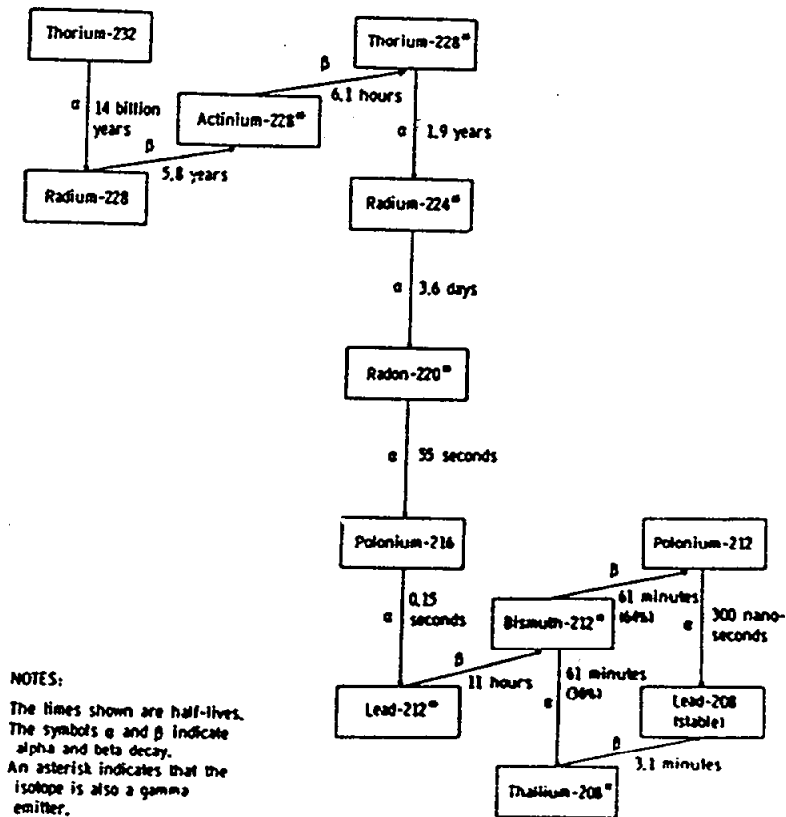 Thorium-232
α
14 billion
years
Radium-228
β
5.8 years
Actinium-228*
β
6.1 hours
Thorium-228*
α
1.9 years
Radium-224*
α
3.6 days
Radon-220*
α
55 seconds
Polonium-216
α
0.15
seconds
Lead-212*
β
11 hours
Bismuth-212*
β
61 minutes
(64%)
Polonium-212
α
300 nano-
seconds
α
61 minutes
(36%)
Thallium-208*
β
3.1 minutes
Lead-208
(stable)
NOTES:
The times shown are half-lives.
The symbols α and β indicate
alpha and beta decay.
An asterisk indicates that the
isotope is also a gamma
emitter.